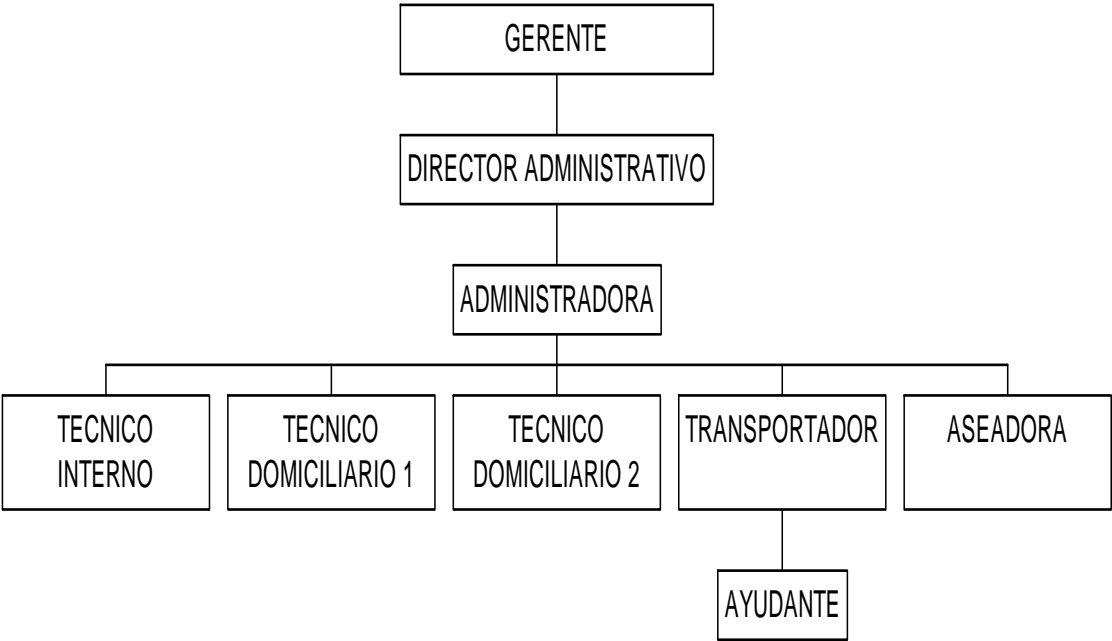 GERENTE
DIRECTOR ADMINISTRATIVO
ADMINISTRADORA
TECNICO
INTERNO
TECNICO
DOMICILIARIO 1
TECNICO
DOMICILIARIO 2
TRANSPORTADOR
ASEADORA
AYUDANTE